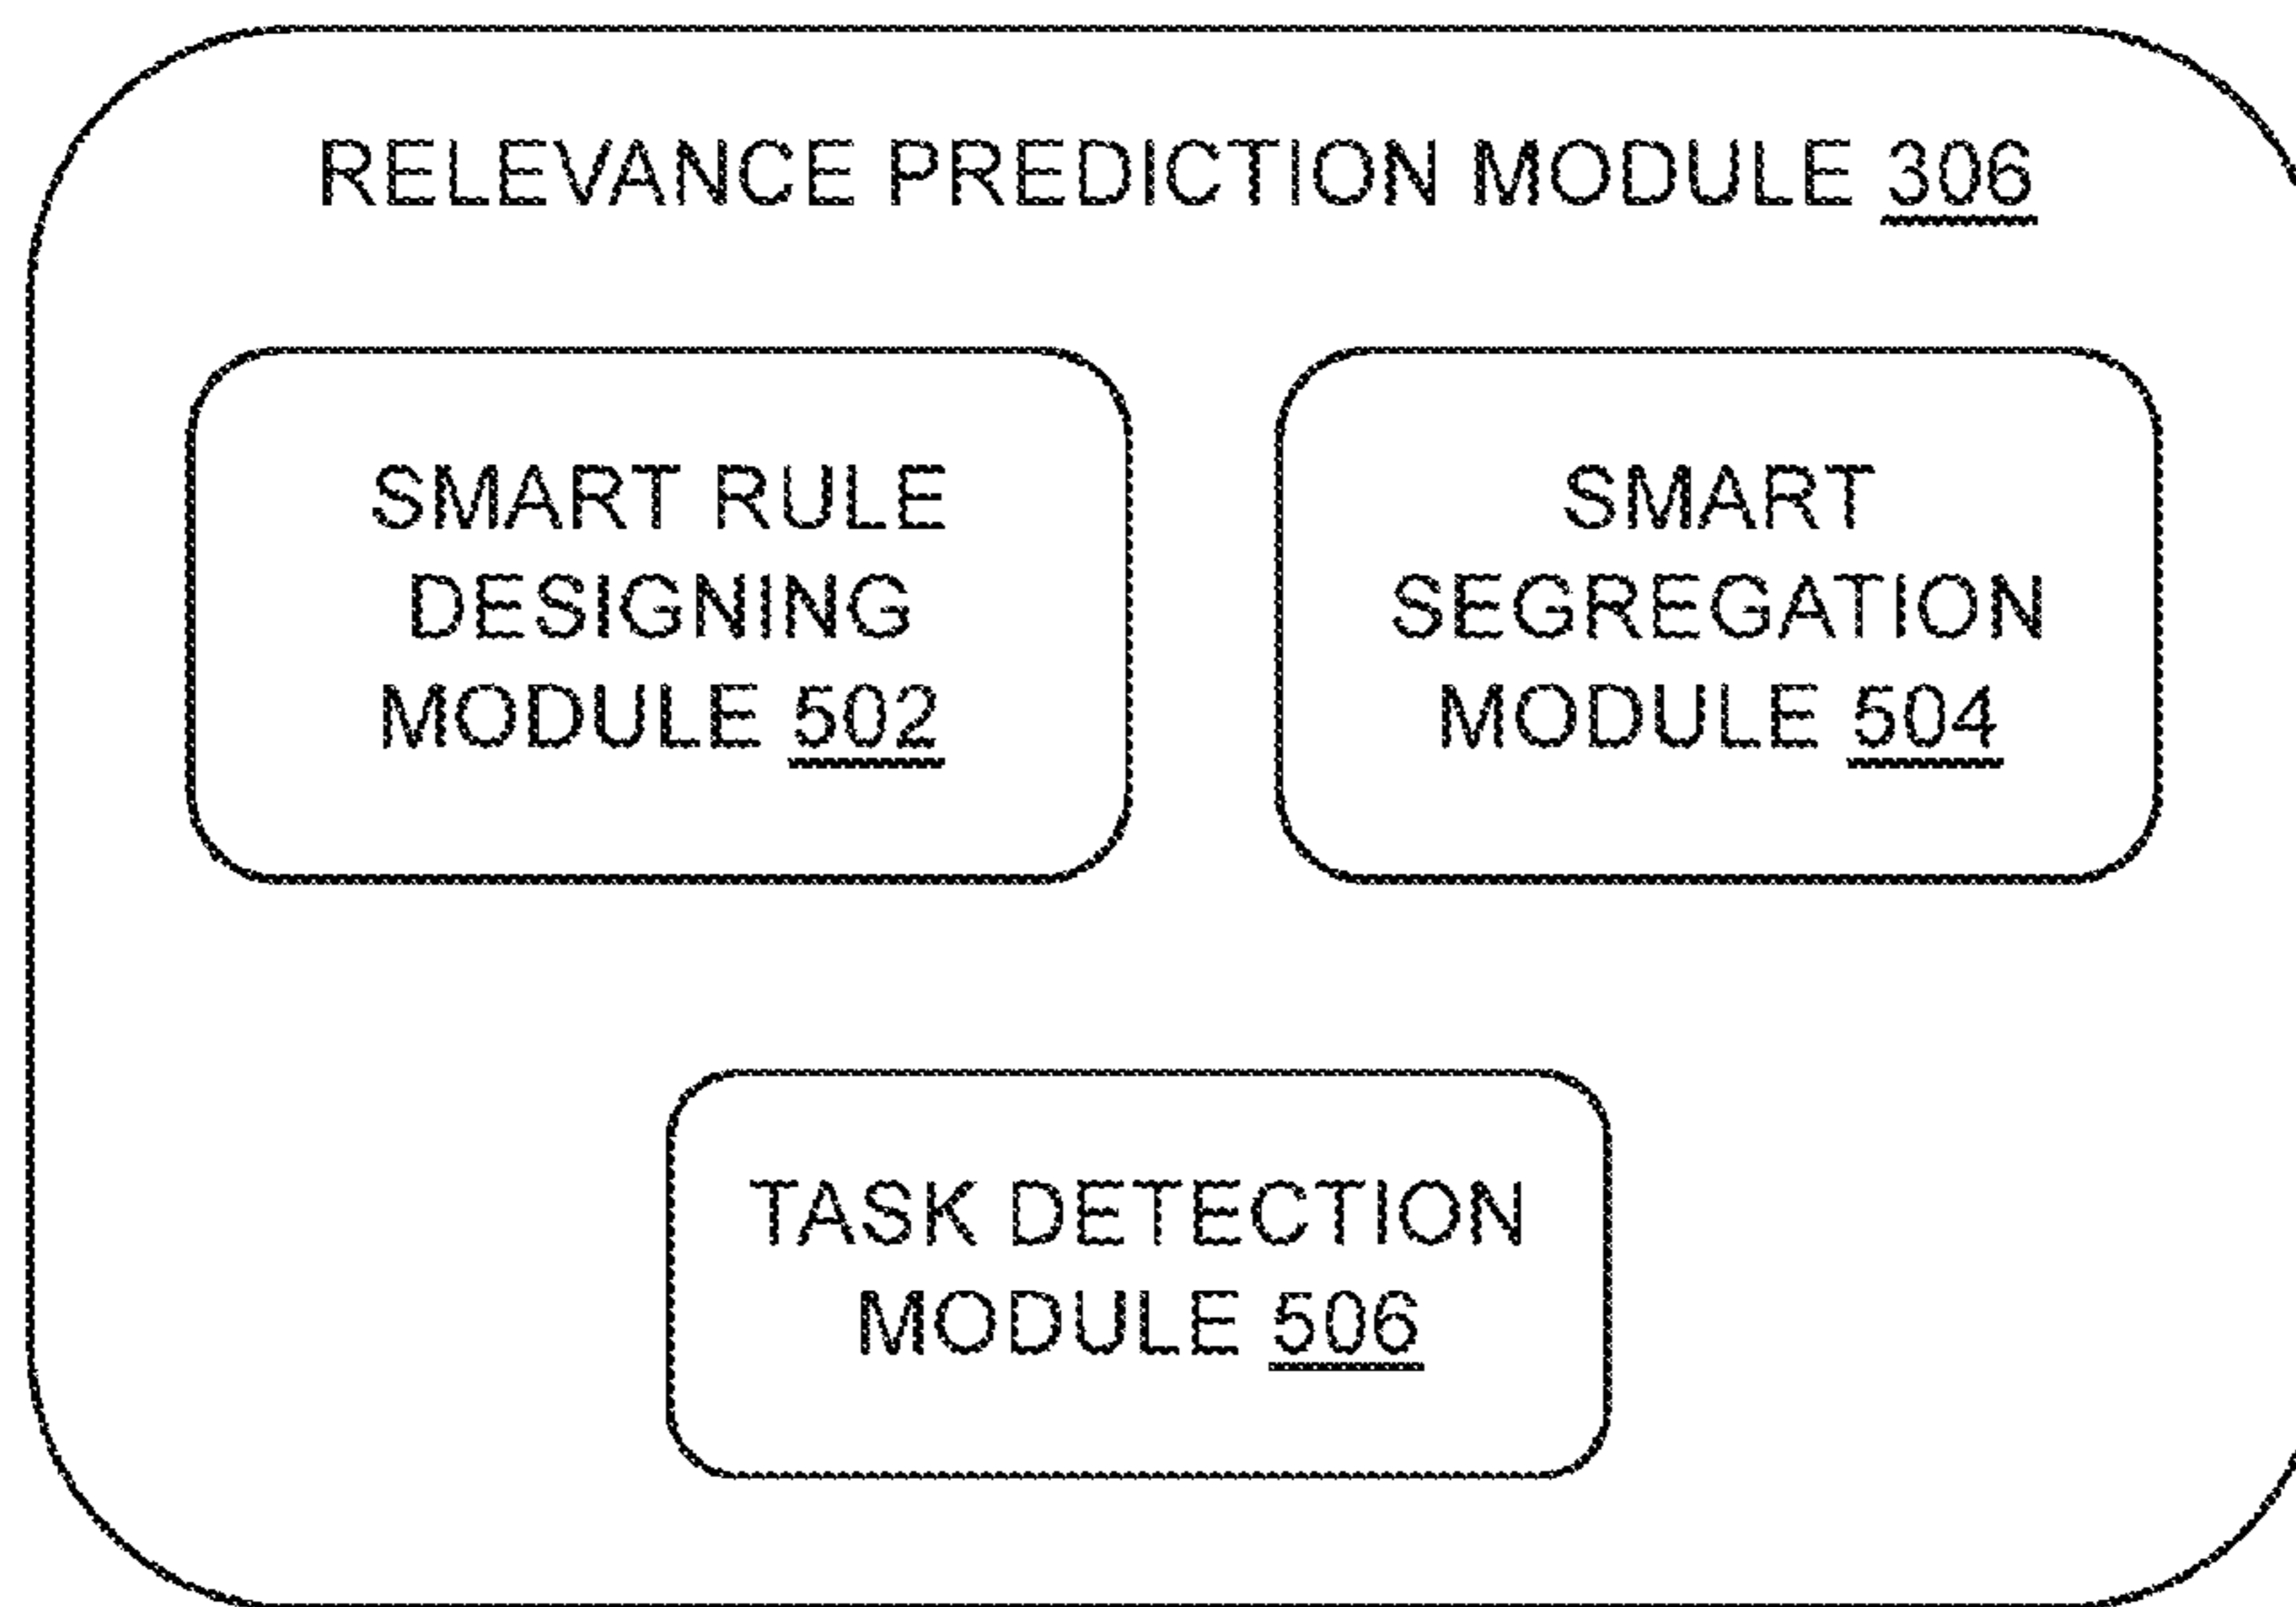 RELEVANCE PREDICTION MODULE 306
SMART RULE
DESIGNING
MODULE 502
SMART
SEGREGATION
MODULE 504
TASK DETECTION
MODULE 506